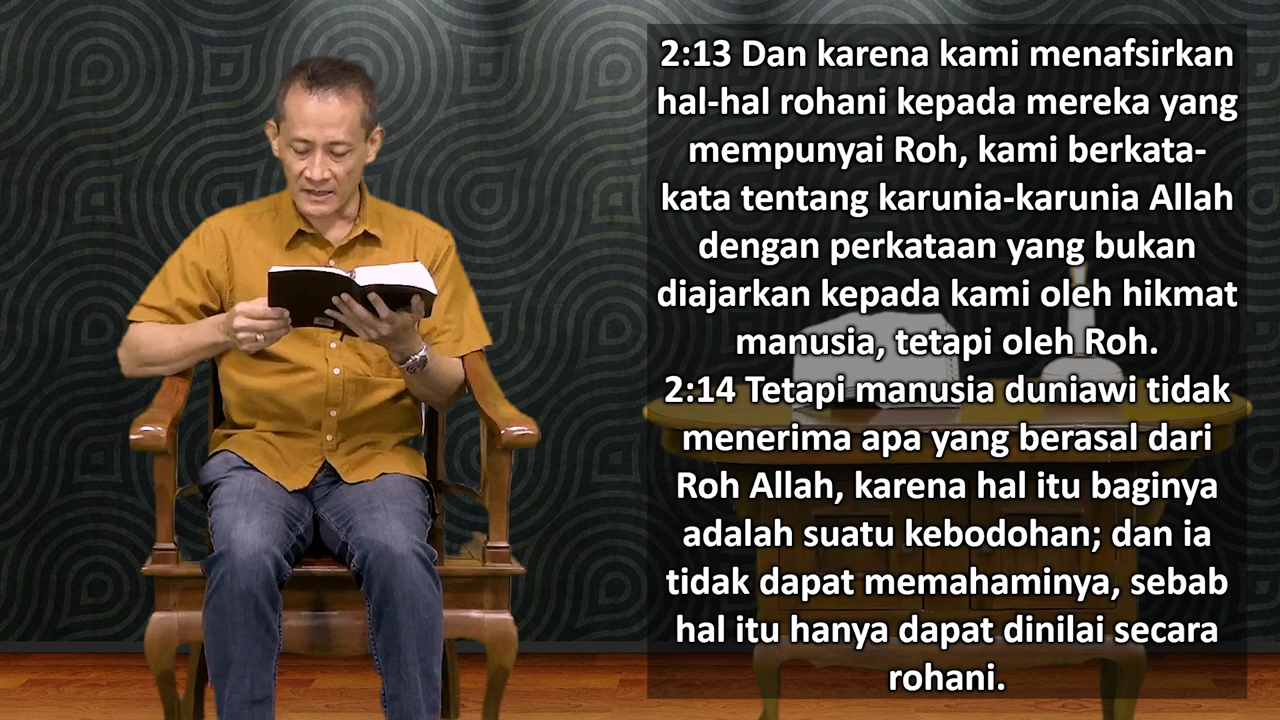 2:13 Dan karena kami menafsirkan
hal-hal rohani kepada mereka yang
mempunyai Roh, kami berkata-
kata tentang karunia-karunia Allah
dengan perkataan yang bukan
diajarkan kepada kami oleh hikmat
manusia, tetapi oleh Roh.
2:14 Tetapi manusia duniawi tidak
menerima apa yang berasal dari
Roh Allah, karena hal itu baginya
adalah suatu kebodohan; dan ia
tidak dapat memahaminya, sebab
hal itu hanya dapat dinilai secara
rohani.